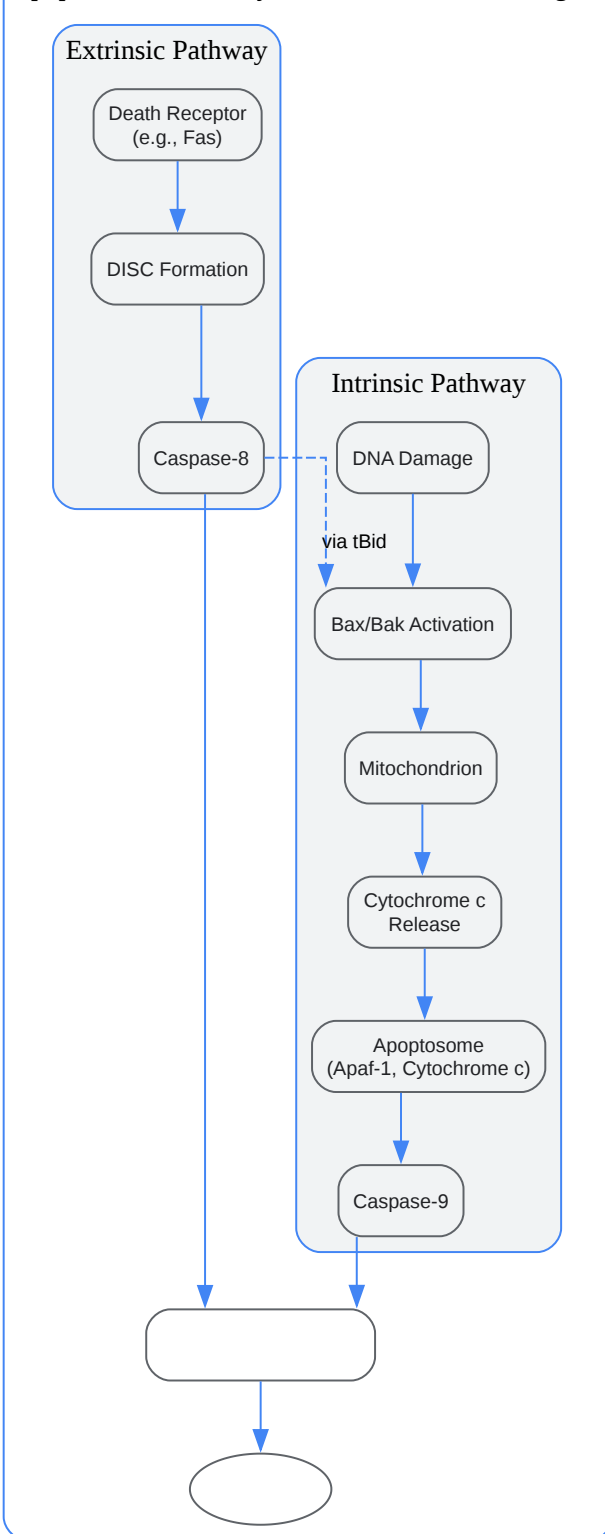 Extrinsic Pathway
Death Receptor
(e.g., Fas)
DISC Formation
Caspase-8
Intrinsic Pathway
DNA Damage
via tBid
Bax/Bak Activation
Mitochondrion
Cytochrome c
Release
Apoptosome
(Apaf-1, Cytochrome c)
Caspase-9